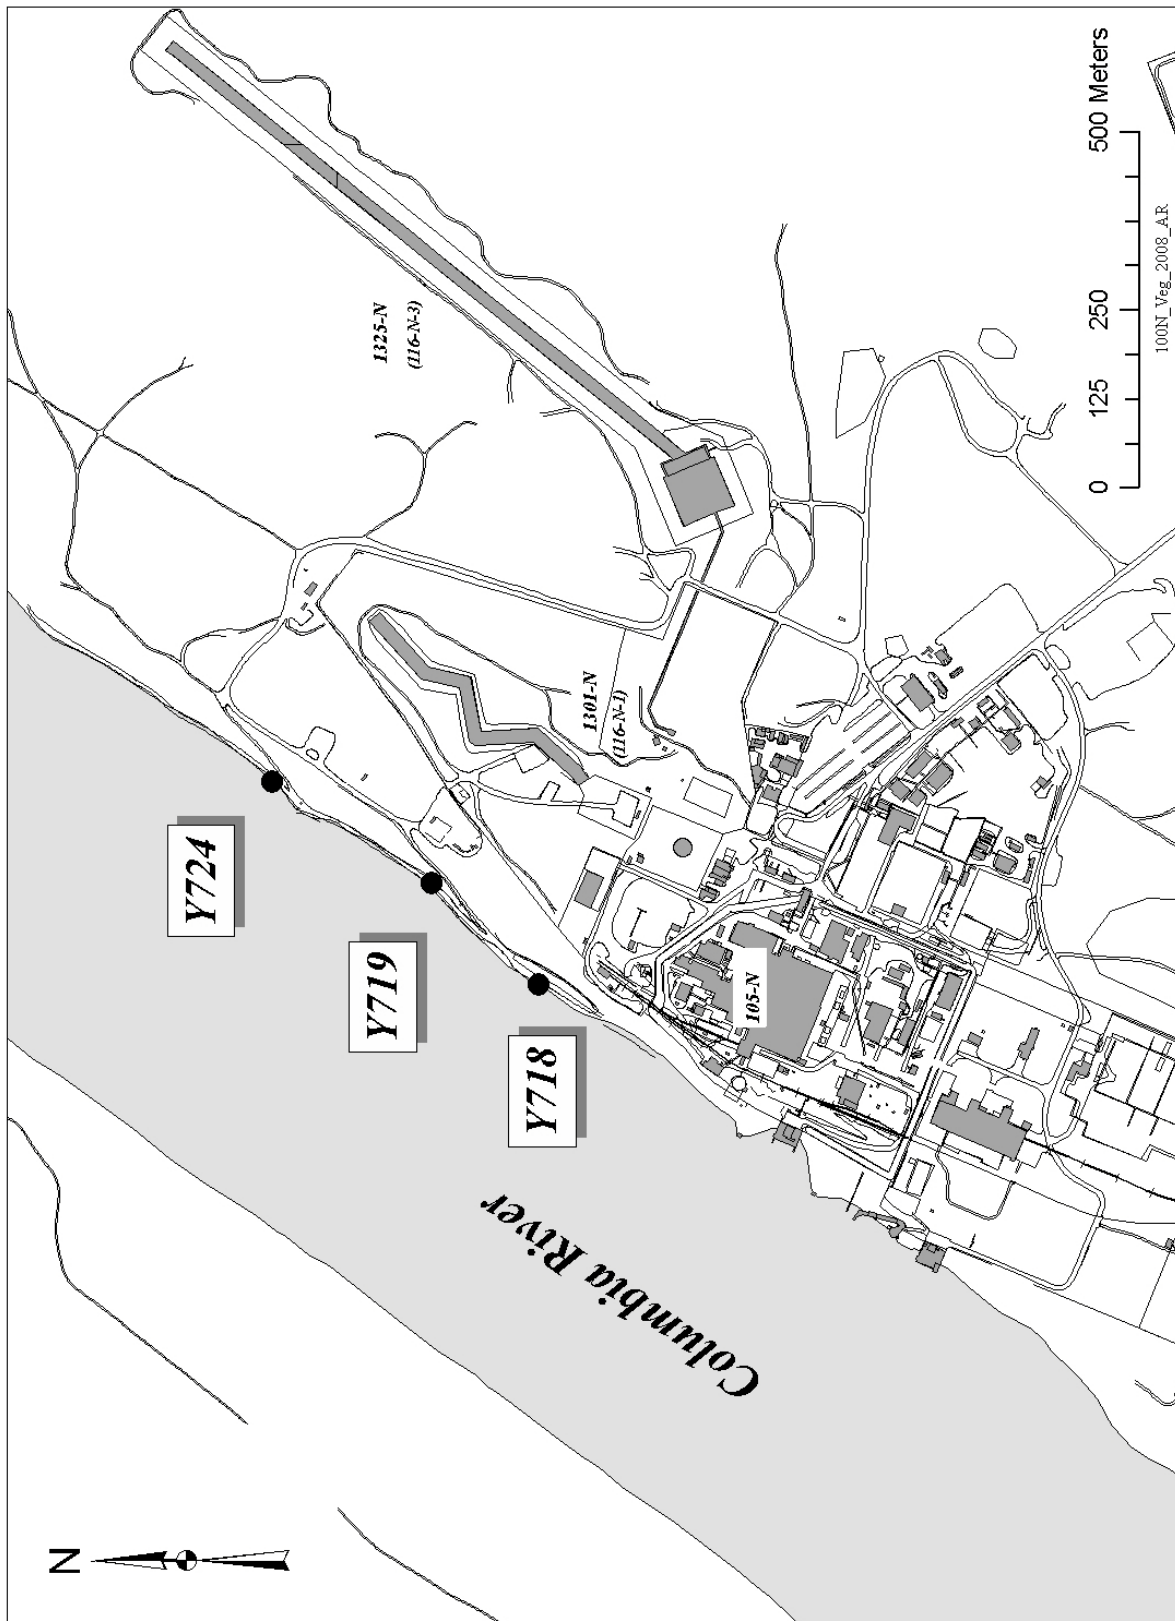 Y724
Y719
Y718
Columbia River
1325-N
(116-N-3)
1301-N
(116-N-1)
105-N
N
0 125 250 500 Meters
100N_Veg_2008_AR